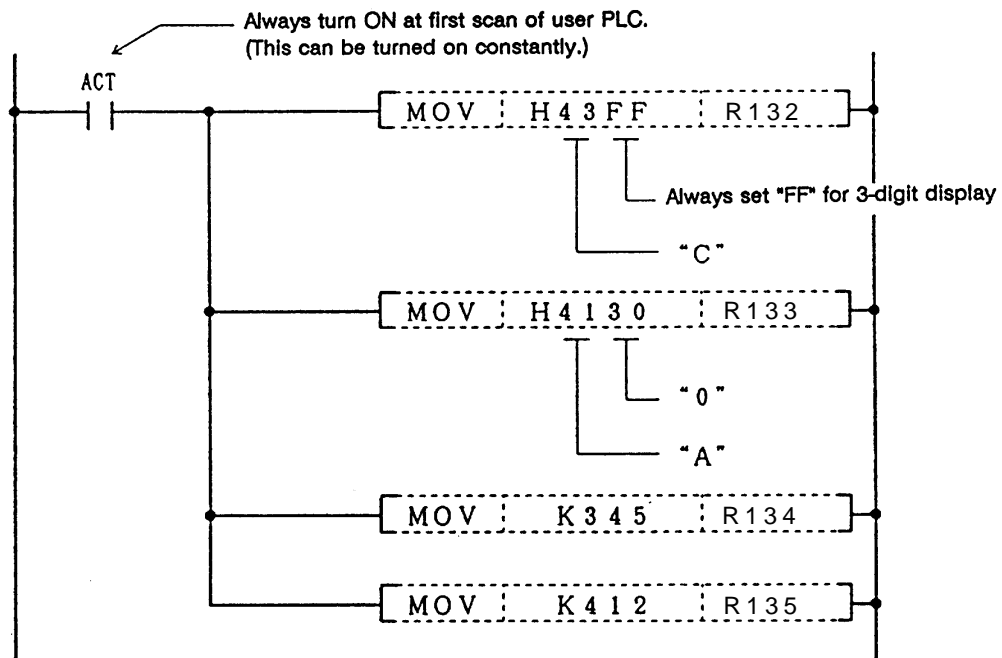 Always turn ON at first scan of user PLC.
(This can be turned on constantly.)
ACT
MOV H43FF R132
Always set "FF" for 3-digit display
"C"
MOV H4130 R133
"0"
"A"
MOV K345 R134
MOV K412 R135